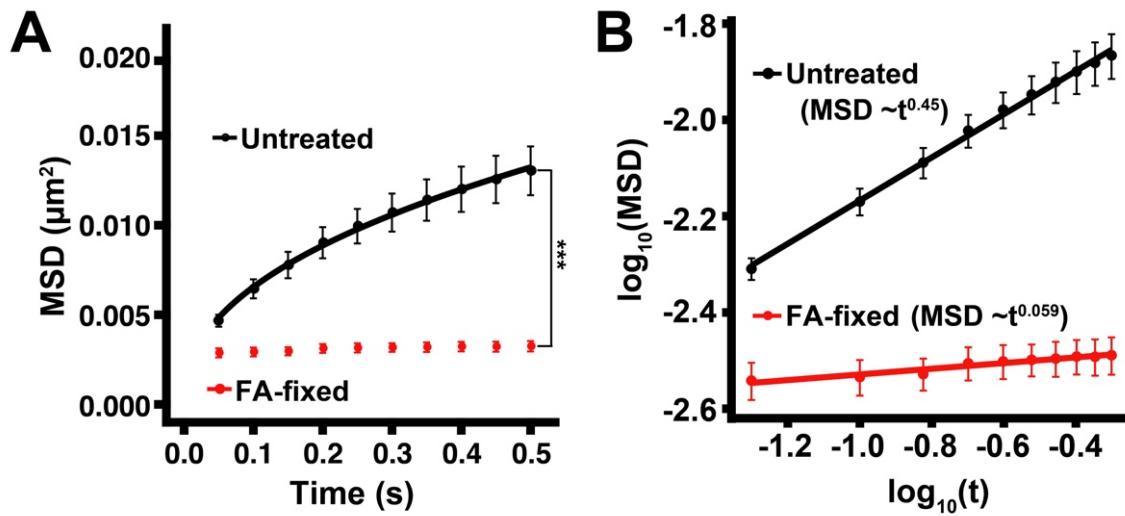 A
MSD (μm²)
0.020
0.015
0.010
0.005
0.000
Untreated
***
FA-fixed
0.0 0.1 0.2 0.3 0.4 0.5
Time (s)
B
log₁₀(MSD)
-1.8
-2.0
-2.2
-2.4
-2.6
Untreated
(MSD ~t⁰·⁴⁵)
FA-fixed (MSD ~t⁰·⁰⁵⁹)
-1.2 -1.0 -0.8 -0.6 -0.4
log₁₀(t)